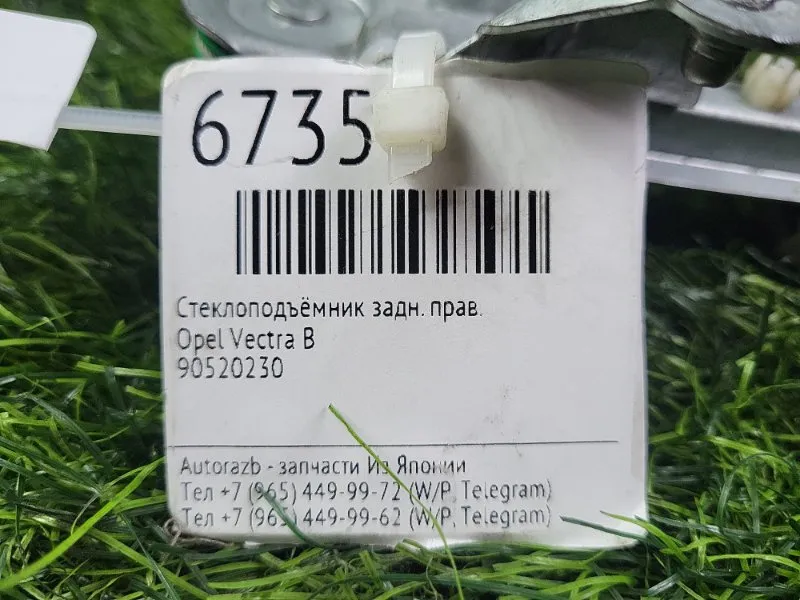 6735
Стеклоподъёмник задн. прав.
Opel Vectra B
90520230
Autorazb - запчасти Из Японии
Тел +7 (965) 449-99-72 (W/P, Telegram)
Тел +7 (965) 449-99-62 (W/P, Telegram)